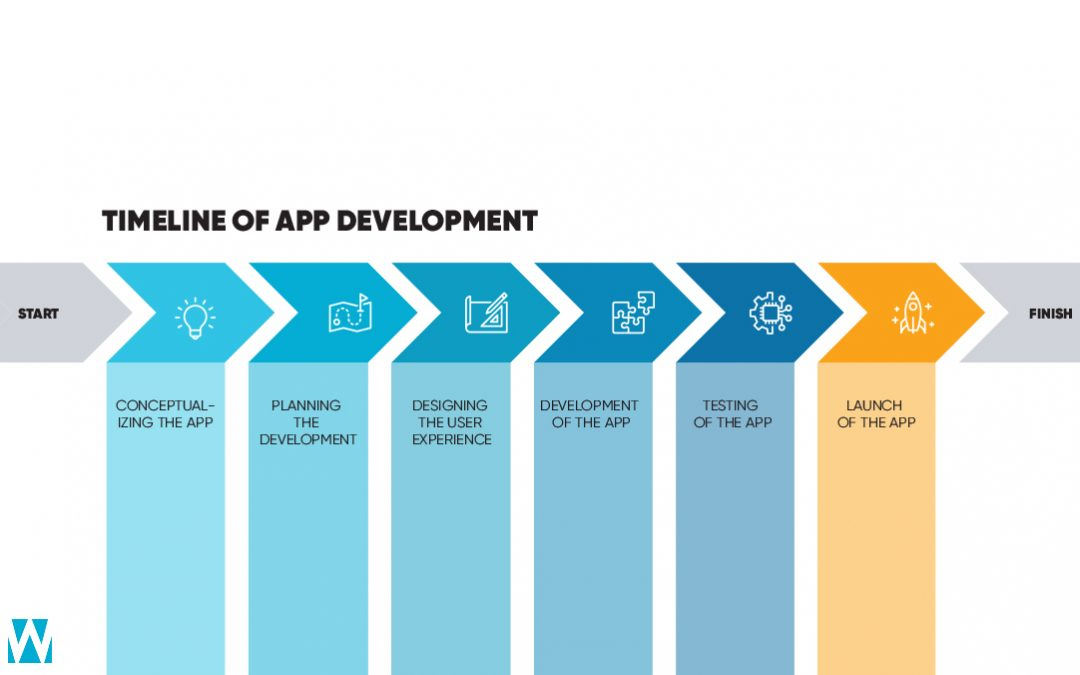 TIMELINE OF APP DEVELOPMENT
START
FINISH
CONCEPTUAL-
IZING THE APP
PLANNING
THE
DEVELOPMENT
DESIGNING
THE USER
EXPERIENCE
DEVELOPMENT
OF THE APP
TESTING
OF THE APP
LAUNCH
OF THE APP
W